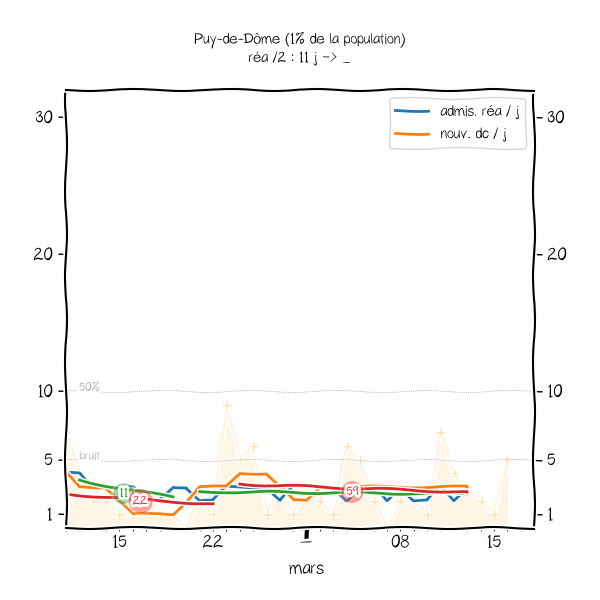 Puy-de-Dôme (1% de la population)
réa /2 : 11 j -> _
admis. réa / j
nouv. dc / j
30 30
20 20
10 10
50%
5 5
bruit
11
22
59
1 1
15 22 1 08 15
mars